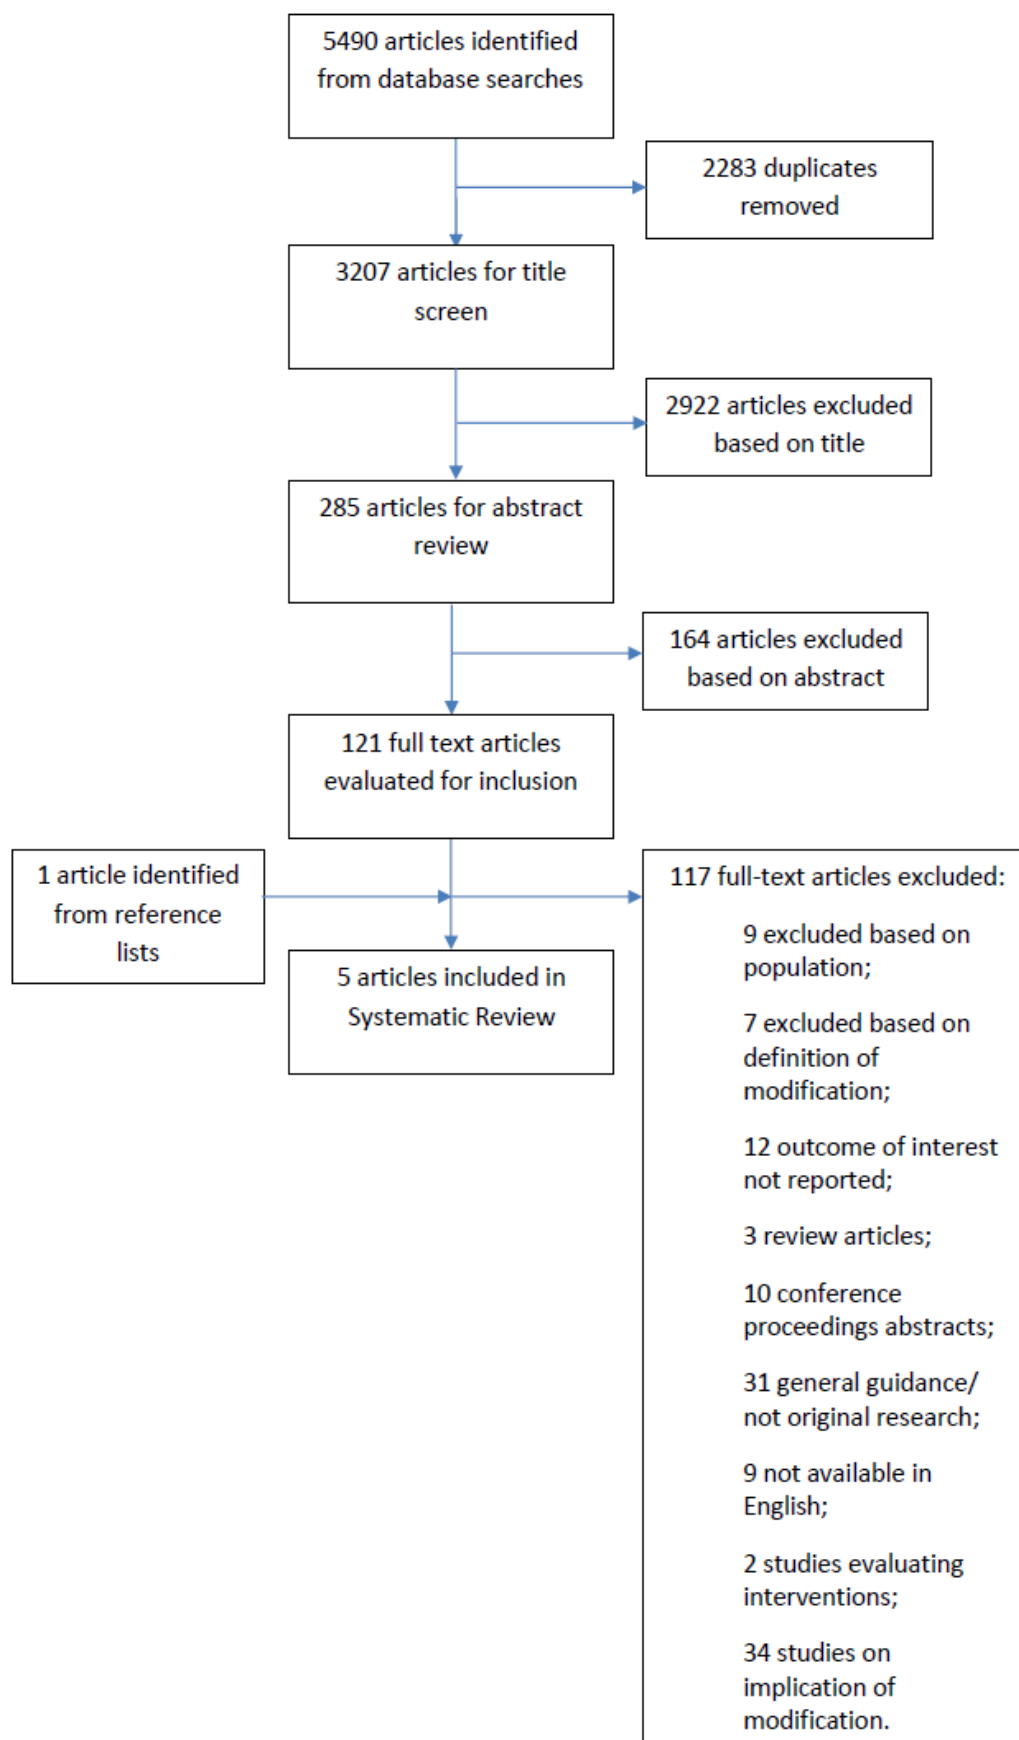 5490 articles identified
from database searches
2283 duplicates
removed
3207 articles for title
screen
2922 articles excluded
based on title
285 articles for abstract
review
164 articles excluded
based on abstract
121 full text articles
evaluated for inclusion
1 article identified
from reference
lists
117 full-text articles excluded:
9 excluded based on
population;
7 excluded based on
definition of
modification;
12 outcome of interest
not reported;
3 review articles;
10 conference
proceedings abstracts;
31 general guidance/
not original research;
9 not available in
English;
2 studies evaluating
interventions;
34 studies on
implication of
modification.
5 articles included in
Systematic Review